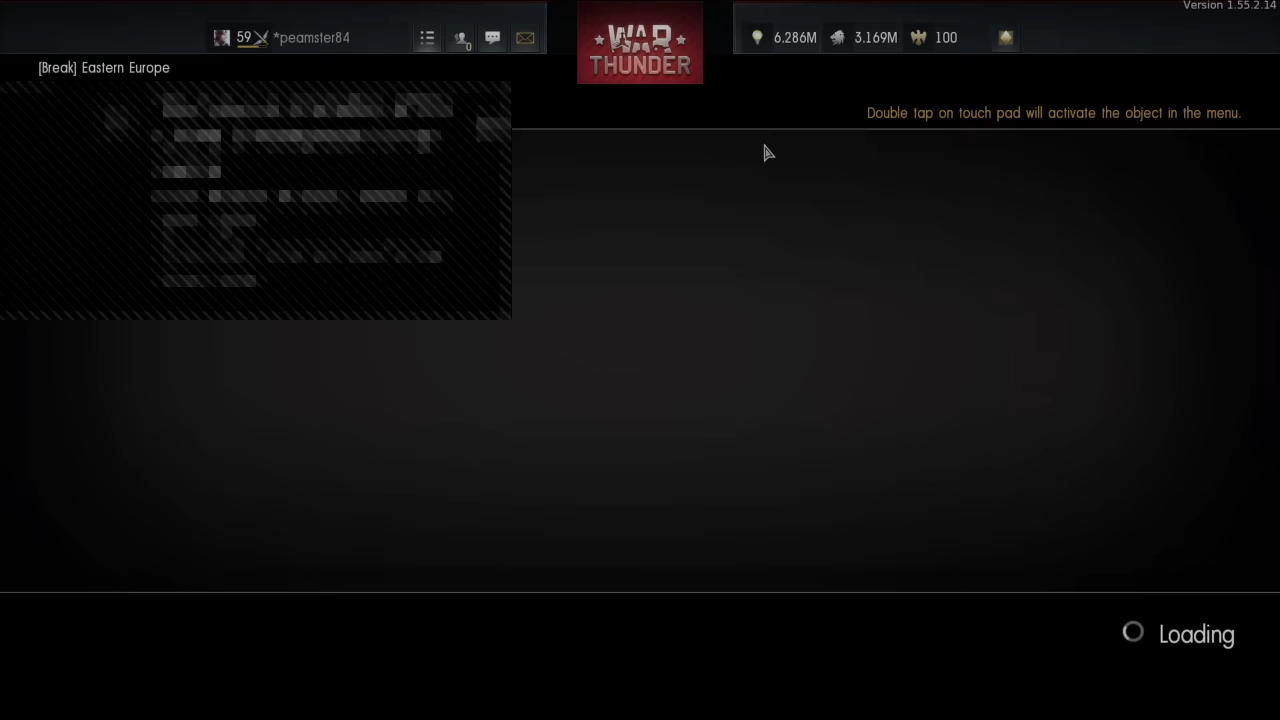 Version 1.55.2.14
59 *peamster84
0
WAR THUNDER
6.286M 3.169M 100
[Break] Eastern Europe
Double tap on touch pad will activate the object in the menu.
Loading